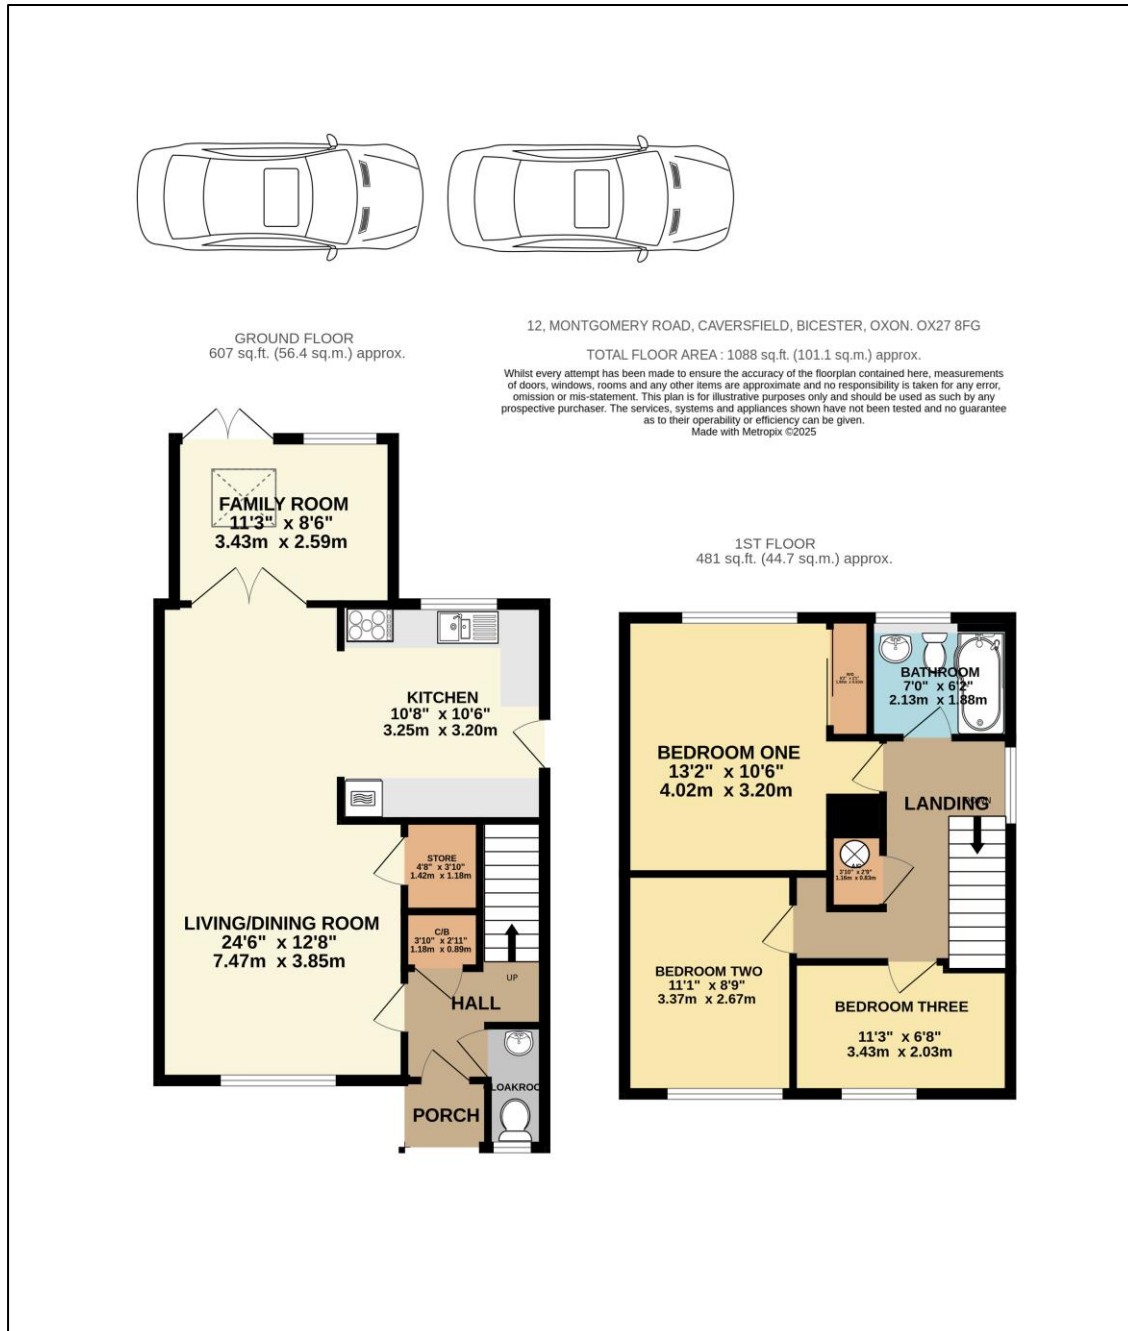 GROUND FLOOR
607 sq.ft. (56.4 sq.m.) approx.
12, MONTGOMERY ROAD, CAVERSFIELD, BICESTER, OXON. OX27 8FG
TOTAL FLOOR AREA : 1088 sq.ft. (101.1 sq.m.) approx.
Whilst every attempt has been made to ensure the accuracy of the floorplan contained here, measurements
of doors, windows, rooms and any other items are approximate and no responsibility is taken for any error,
omission or mis-statement. This plan is for illustrative purposes only and should be used as such by any
prospective purchaser. The services, systems and appliances shown have not been tested and no guarantee
as to their operability or efficiency can be given.
Made with Metropix ©2025
FAMILY ROOM
11'3" x 8'6"
3.43m x 2.59m
KITCHEN
10'8" x 10'6"
3.25m x 3.20m
STORE
4'8" x 3'10"
1.42m x 1.18m
LIVING/DINING ROOM
24'6" x 12'8"
7.47m x 3.85m
C/B
3'10" x 2'11"
1.18m x 0.89m
UP
HALL
LOAKROO
PORCH
1ST FLOOR
481 sq.ft. (44.7 sq.m.) approx.
BATHROOM
7'0" x 6'2"
2.13m x 1.88m
BEDROOM ONE
13'2" x 10'6"
4.02m x 3.20m
LANDING
3'10" x 2'9"
1.16m x 0.83m
BEDROOM TWO
11'1" x 8'9"
3.37m x 2.67m
BEDROOM THREE
11'3" x 6'8"
3.43m x 2.03m